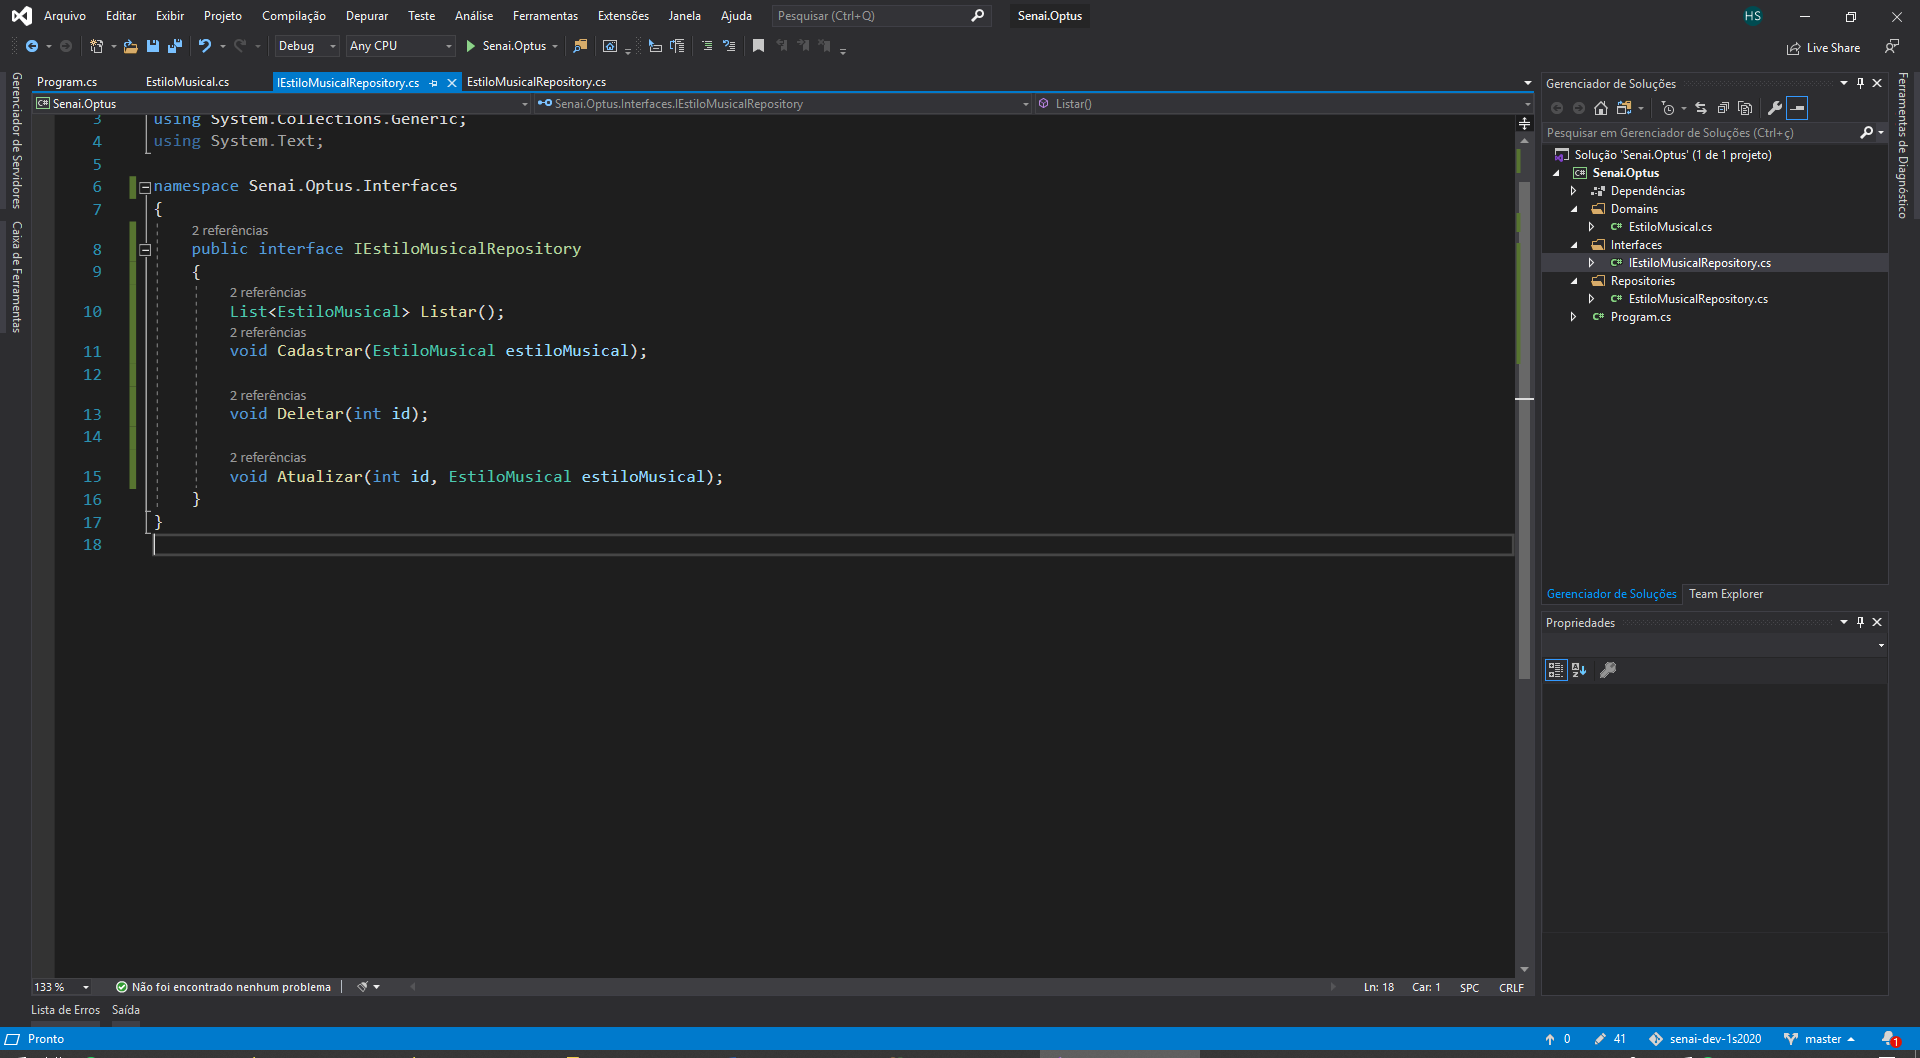 Arquivo Editar Exibir Projeto Compilação Depurar Teste Análise Ferramentas Extensões Janela Ajuda Pesquisar (Ctrl+Q) Senai.Optus HS
Debug Any CPU Senai.Optus Live Share
Gerenciador de Servidores
Caixa de Ferramentas
Program.cs EstiloMusical.cs IEstiloMusicalRepository.cs EstiloMusicalRepository.cs
C# Senai.Optus Senai.Optus.Interfaces.IEstiloMusicalRepository Listar()
3 using System.Collections.Generic;
4 using System.Text;
5
6 namespace Senai.Optus.Interfaces
7 {
2 referências
8 public interface IEstiloMusicalRepository
9 {
2 referências
10 List<EstiloMusical> Listar();
2 referências
11 void Cadastrar(EstiloMusical estiloMusical);
12
2 referências
13 void Deletar(int id);
14
2 referências
15 void Atualizar(int id, EstiloMusical estiloMusical);
16 }
17 }
18
133 % Não foi encontrado nenhum problema Ln: 18 Car: 1 SPC CRLF
Lista de Erros Saída
Gerenciador de Soluções
Pesquisar em Gerenciador de Soluções (Ctrl+ç)
Solução 'Senai.Optus' (1 de 1 projeto)
C# Senai.Optus
Dependências
Domains
C# EstiloMusical.cs
Interfaces
C# IEstiloMusicalRepository.cs
Repositories
C# EstiloMusicalRepository.cs
C# Program.cs
Gerenciador de Soluções Team Explorer
Propriedades
Ferramentas de Diagnóstico
Pronto 0 41 senai-dev-1s2020 master 1